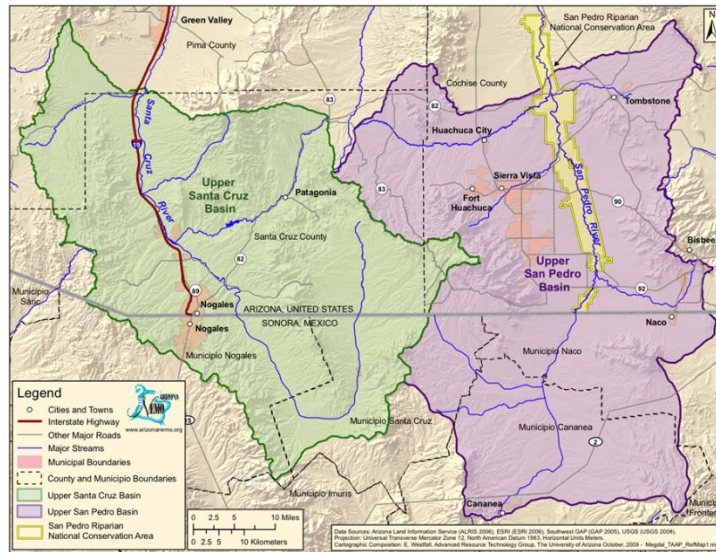 Green Valley
Pima County
San Pedro Riparian
National Conservation Area
N
Cochise County
83
82
Tombstone
Santa
Cruz
River
Huachuca City
Sierra Vista
San Pedro River
Upper
Santa Cruz
Basin
Patagonia
83
Fort
Huachuca
90
Santa Cruz County
82
Bisbee
Upper
San Pedro
Basin
Municipio
Sáric
89
92
Nogales
ARIZONA, UNITED STATES
SONORA, MEXICO
Nogales
Naco
Municipio Nogales
Municipio Naco
Legend
Cities and Towns
Interstate Highway
Other Major Roads
Major Streams
Municipal Boundaries
County and Municipio Boundaries
Upper Santa Cruz Basin
Upper San Pedro Basin
San Pedro Riparian
National Conservation Area
ARIZONA
NEMO
www.arizonanemo.org
15
Municipio Santa Cruz
Municipio Cananea
2
Municipio Imuris
Cananea
Municipio
0 2.5 5 10 Miles
0 2.5 5 10 Kilometers
Data Sources: Arizona Land Information Service (ALRIS 2006), ESRI (ESRI 2006), Southwest GAP (GAP 2005), USGS (USGS 2008).
Projection: Universal Transverse Mercator Zone 12, North American Datum 1983, Horizontal Units Meters.
Cartographic Composition: E. Westfall, Advanced Resource Technology Group, The University of Arizona October, 2009 - Megdal_TAAP_RefMap1.mxd